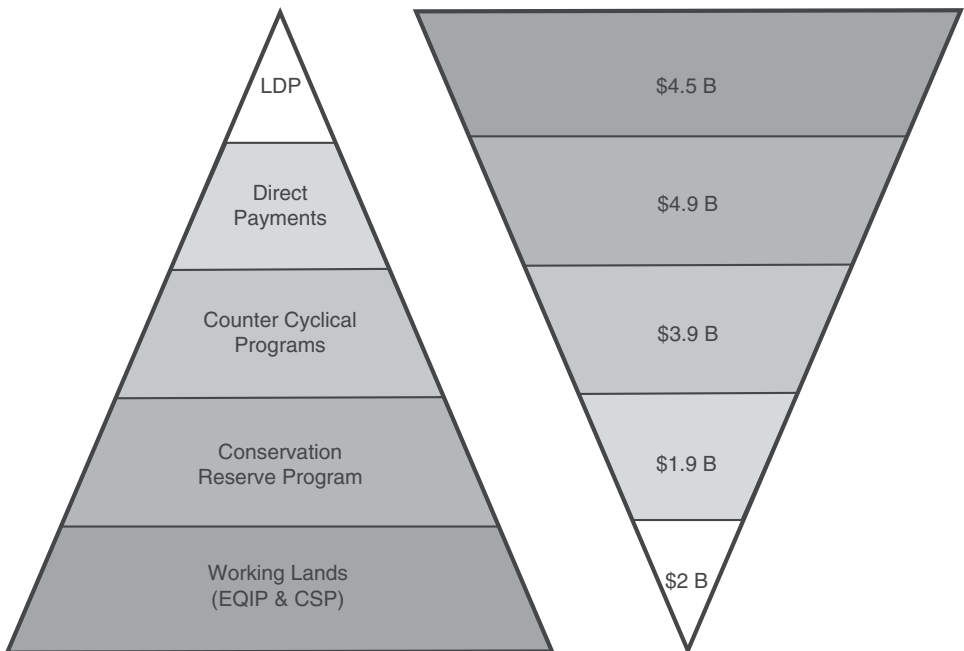 LDP
Direct
Payments
Counter Cyclical
Programs
Conservation
Reserve Program
Working Lands
(EQIP & CSP)
$4.5 B
$4.9 B
$3.9 B
$1.9 B
$2 B